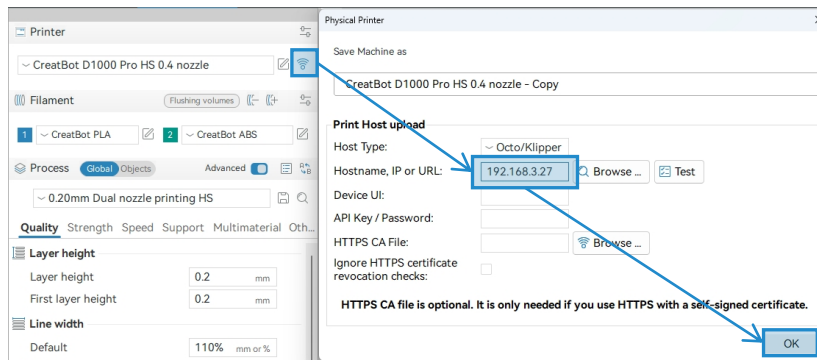 Printer
CreatBot D1000 Pro HS 0.4 nozzle
Filament
Flushing volumes
1 CreatBot PLA 2 CreatBot ABS
Process Global Objects Advanced
0.20mm Dual nozzle printing HS
Quality Strength Speed Support Multimaterial Oth...
Layer height
Layer height 0.2 mm
First layer height 0.2 mm
Line width
Default 110% mm or %
Physical Printer
Save Machine as
CreatBot D1000 Pro HS 0.4 nozzle - Copy
Print Host upload
Host Type: Octo/Klipper
Hostname, IP or URL: 192.168.3.27 Browse ... Test
Device UI:
API Key / Password:
HTTPS CA File: Browse ...
Ignore HTTPS certificate
revocation checks:
HTTPS CA file is optional. It is only needed if you use HTTPS with a self-signed certificate.
OK